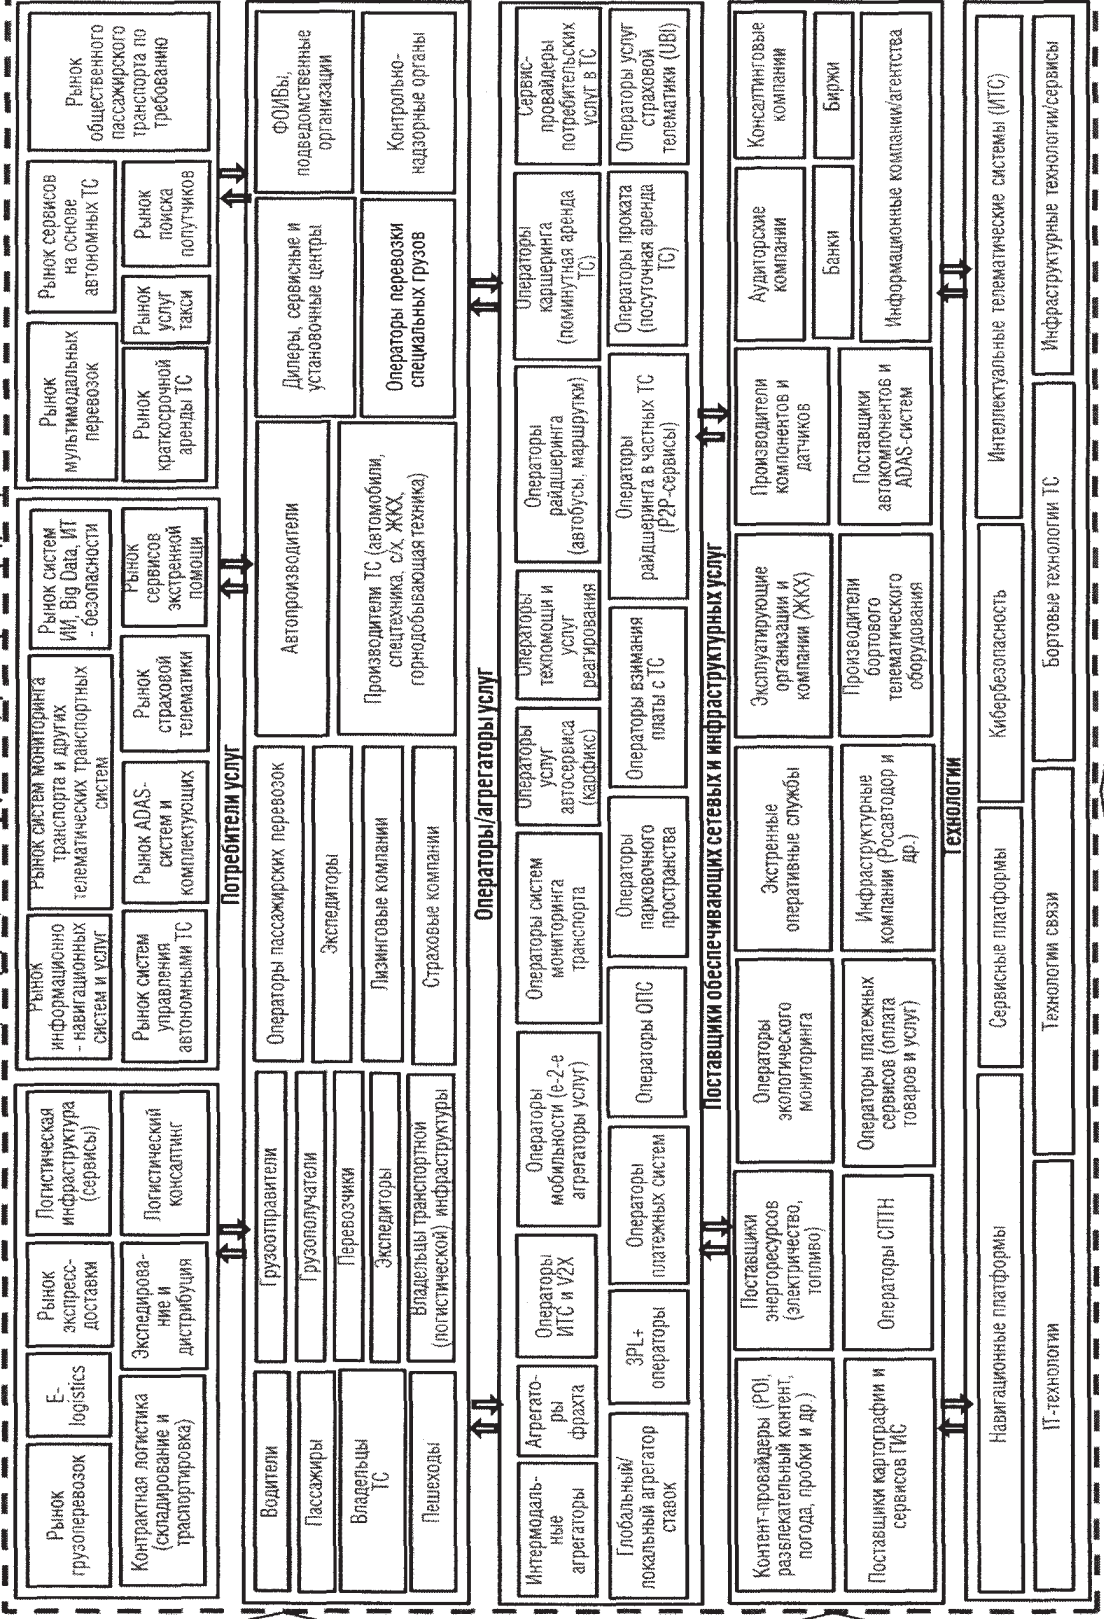 Рынок
грузоперевозок
E-
logistics
Рынок
экспресс-
доставки
Логистическая
инфраструктура
(сервисы)
Контрактная логистика
(складирование и
траспортировка)
Экспедирова-
ние и
дистрибуция
Логистический
консалтинг
Рынок
информационно
- навигационных
систем и услуг
Рынок систем мониторинга
транспорта и других
телематических транспортных
систем
Рынок систем
ИИ, Big Data, ИТ
- безопасности
Рынок систем
управления
автономными ТС
Рынок ADAS-
систем и
комплектующих
Рынок
страховой
телематики
Рынок
сервисов
экстренной
помощи
Рынок
мультимодальных
перевозок
Рынок сервисов
на основе
автономных ТС
Рынок
общественного
пассажирского
транспорта по
требованию
Рынок
краткосрочной
аренды ТС
Рынок
услуг
такси
Рынок
поиска
попутчиков
Потребители услуг
Водители
Пассажиры
Владельцы
ТС
Пешеходы
Грузоотправители
Грузополучатели
Перевозчики
Экспедиторы
Владельцы транспортной
(логистической) инфраструктуры
Операторы пассажирских перевозок
Экспедиторы
Лизинговые компании
Страховые компании
Автопроизводители
Производители ТС (автомобили,
спецтехника, с/х, ЖКХ,
горнодобывающая техника)
Дилеры, сервисные и
установочные центры
Операторы перевозки
специальных грузов
ФОИВы,
подведомственные
организации
Контрольно-
надзорные органы
Операторы/агрегаторы услуг
Интермодаль-
ные
агрегаторы
Агрегато-
ры
фрахта
Операторы
ИТС и V2X
Операторы
мобильности (е-2-е
агрегаторы услуг)
Операторы систем
мониторинга
транспорта
Операторы
услуг
автосервиса
(карфикс)
Операторы
техпомощи и
услуг
реагирования
Операторы
райдшеринга
(автобусы, маршрутки)
Операторы
каршеринга
(поминутная аренда
ТС)
Сервис-
провайдеры
потребительских
услуг в ТС
Глобальный/
локальный агрегатор
ставок
3PL+
операторы
Операторы
платежных систем
Операторы ОПС
Операторы
парковочного
пространства
Операторы взимания
платы с ТС
Операторы
райдшеринга в частных ТС
(P2P-сервисы)
Операторы проката
(посуточная аренда
ТС)
Операторы услуг
страховой
телематики (UBI)
Поставщики обеспечивающих сетевых и инфраструктурных услуг
Контент-провайдеры (POI,
развлекательный контент,
погода, пробки и др.)
Поставщики
энергоресурсов
(электричество,
топливо)
Операторы
экологического
мониторинга
Экстренные
оперативные службы
Эксплуатирующие
организации и
компании (ЖКХ)
Производители
компонентов и
датчиков
Аудиторские
компании
Консалтинговые
компании
Банки
Биржи
Поставщики картографии и
сервисов ГИС
Операторы СПТН
Операторы платежных
сервисов (оплата
товаров и услуг)
Инфраструктурные
компании (Росавтодор и
др.)
Производители
бортового
телематического
оборудования
Поставщики
автокомпонентов и
ADAS-систем
Информационные компании/агентства
Технологии
Навигационные платформы
Сервисные платформы
Кибербезопасность
Интеллектуальные телематические системы (ИТС)
IT-технологии
Технологии связи
Бортовые технологии ТС
Инфраструктурные технологии/сервисы